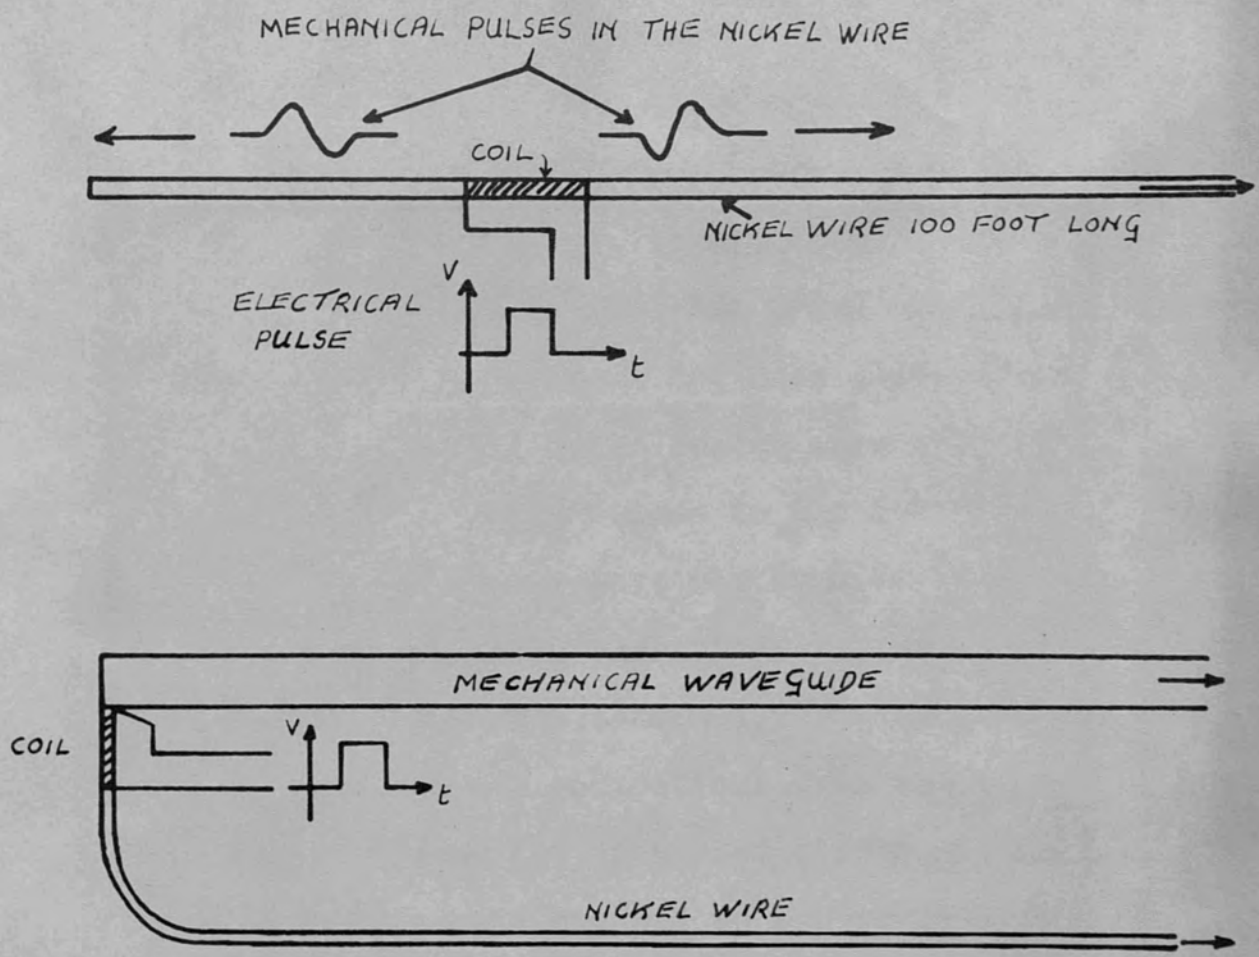 MECHANICAL PULSES IN THE NICKEL WIRE
COIL
NICKEL WIRE 100 FOOT LONG
V
ELECTRICAL
PULSE
t
MECHANICAL WAVEGUIDE
COIL
V
t
NICKEL WIRE